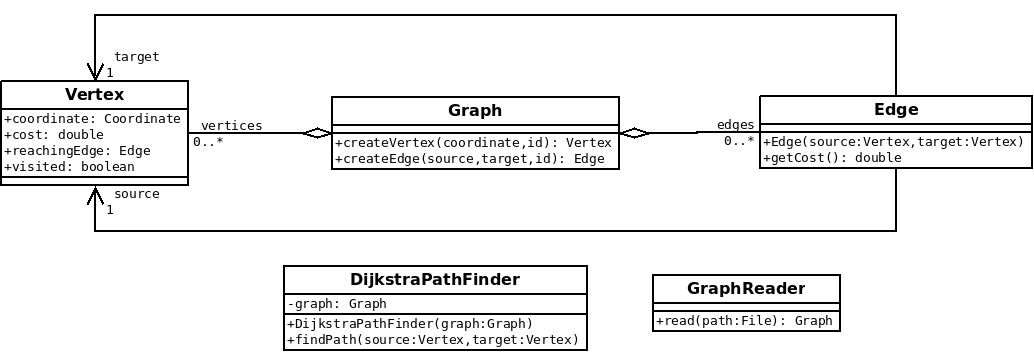 target
1
Vertex
+coordinate: Coordinate
+cost: double
+reachingEdge: Edge
+visited: boolean
vertices
0..*
Graph
+createVertex(coordinate,id): Vertex
+createEdge(source,target,id): Edge
edges
0..*
Edge
+Edge(source:Vertex,target:Vertex)
+getCost(): double
source
1
DijkstraPathFinder
-graph: Graph
+DijkstraPathFinder(graph:Graph)
+findPath(source:Vertex,target:Vertex)
GraphReader
+read(path:File): Graph